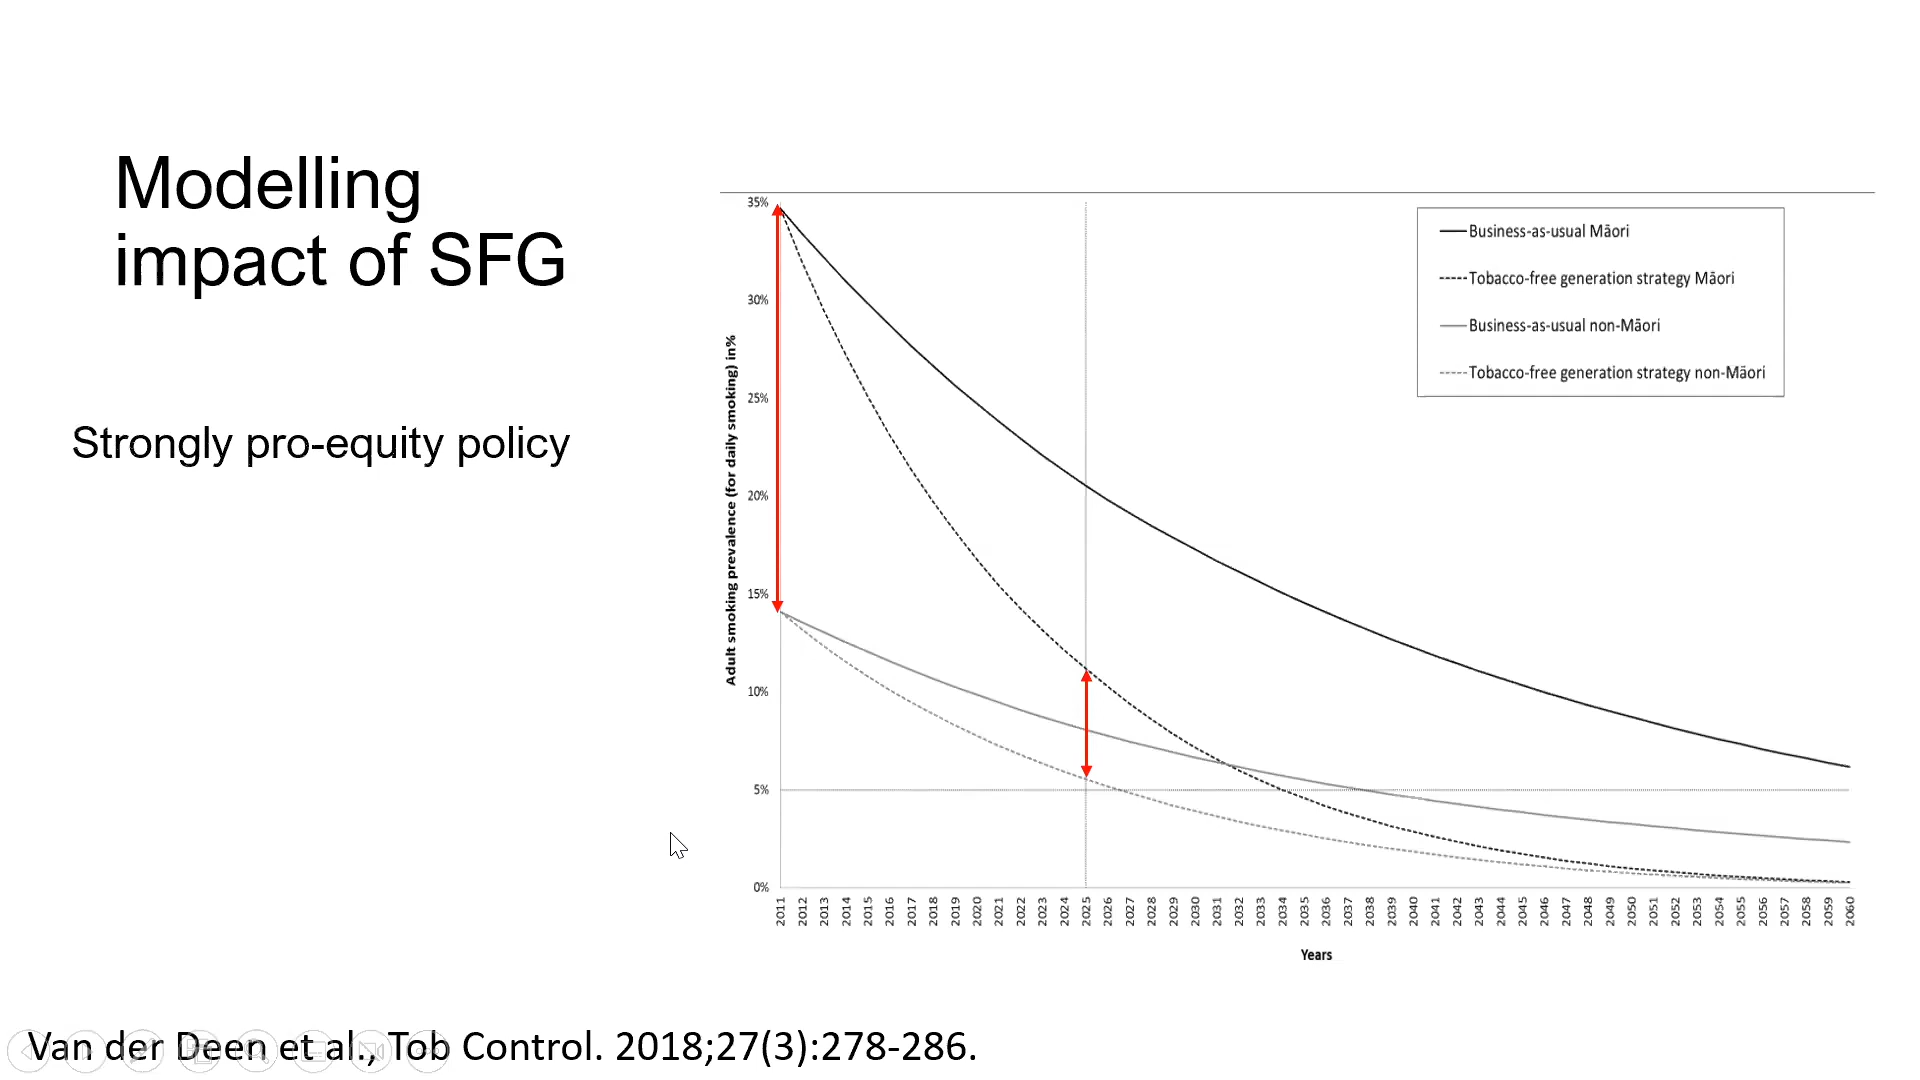 Modelling
impact of SFG
Strongly pro-equity policy
35%
30%
25%
20%
15%
10%
5%
0%
Adult smoking prevalence (for daily smoking) in%
Business-as-usual Māori
Tobacco-free generation strategy Māori
Business-as-usual non-Māori
Tobacco-free generation strategy non-Māori
2011 2012 2013 2014 2015 2016 2017 2018 2019 2020 2021 2022 2023 2024 2025 2026 2027 2028 2029 2030 2031 2032 2033 2034 2035 2036 2037 2038 2039 2040 2041 2042 2043 2044 2045 2046 2047 2048 2049 2050 2051 2052 2053 2054 2055 2056 2057 2058 2059 2060
Years
Van der Deen et al., Tob Control. 2018;27(3):278-286.